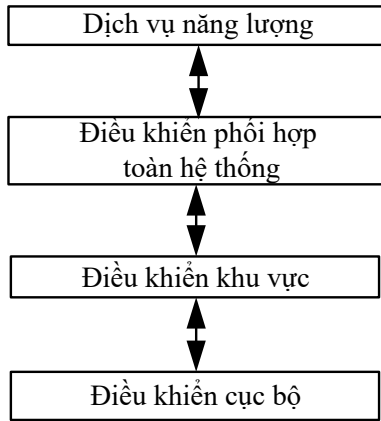 Dịch vụ năng lượng
Điều khiển phối hợp
toàn hệ thống
Điều khiển khu vực
Điều khiển cục bộ